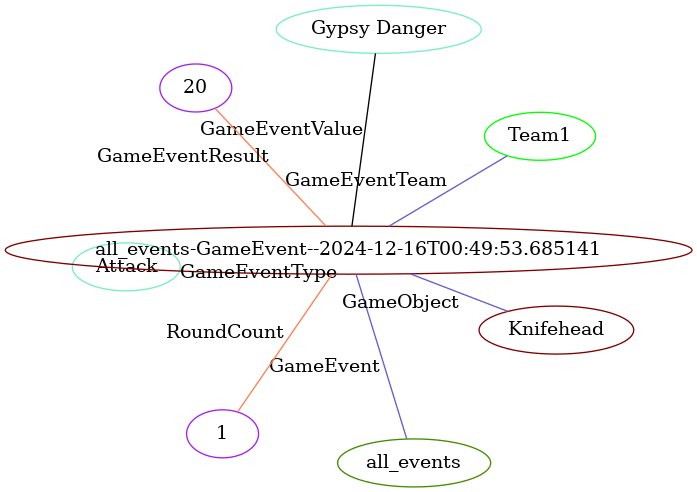 Gypsy Danger
20
GameEventValue
Team1
GameEventResult
GameEventTeam
all_events-GameEvent--2024-12-16T00:49:53.685141
Attack
GameEventType
GameObject
Knifehead
RoundCount
GameEvent
1
all_events